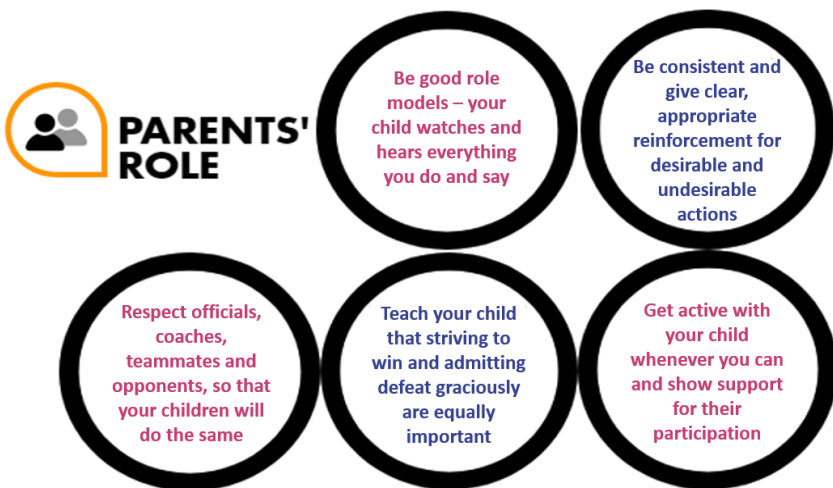 PARENTS'
ROLE
Be good role
models – your
child watches and
hears everything
you do and say
Be consistent and
give clear,
appropriate
reinforcement for
desirable and
undesirable
actions
Respect officials,
coaches,
teammates and
opponents, so that
your children will
do the same
Teach your child
that striving to
win and admitting
defeat graciously
are equally
important
Get active with
your child
whenever you can
and show support
for their
participation